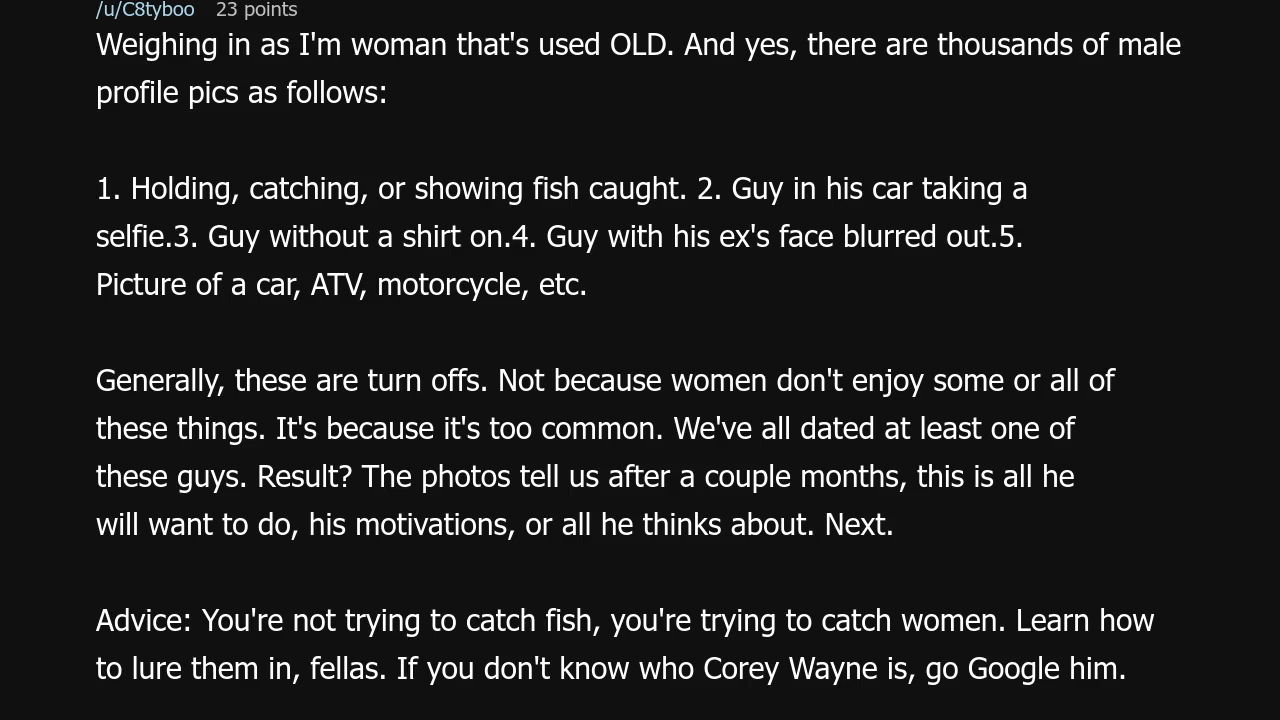 /u/C8tyboo 23 points
Weighing in as I'm woman that's used OLD. And yes, there are thousands of male
profile pics as follows:
1. Holding, catching, or showing fish caught. 2. Guy in his car taking a
selfie.3. Guy without a shirt on.4. Guy with his ex's face blurred out.5.
Picture of a car, ATV, motorcycle, etc.
Generally, these are turn offs. Not because women don't enjoy some or all of
these things. It's because it's too common. We've all dated at least one of
these guys. Result? The photos tell us after a couple months, this is all he
will want to do, his motivations, or all he thinks about. Next.
Advice: You're not trying to catch fish, you're trying to catch women. Learn how
to lure them in, fellas. If you don't know who Corey Wayne is, go Google him.